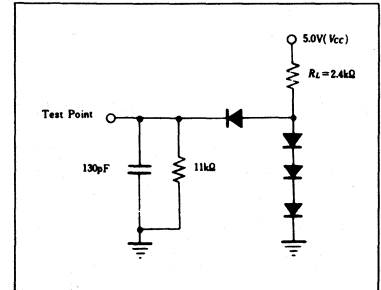 5.0V(Vcc)
RL=2.4kΩ
Test Point
130pF
11kΩ